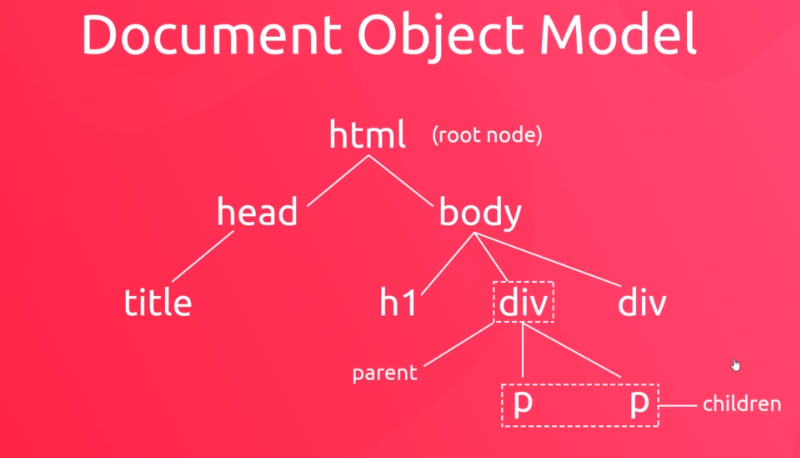 Document Object Model
html (root node)
head body
title h1 div div
parent
p p children